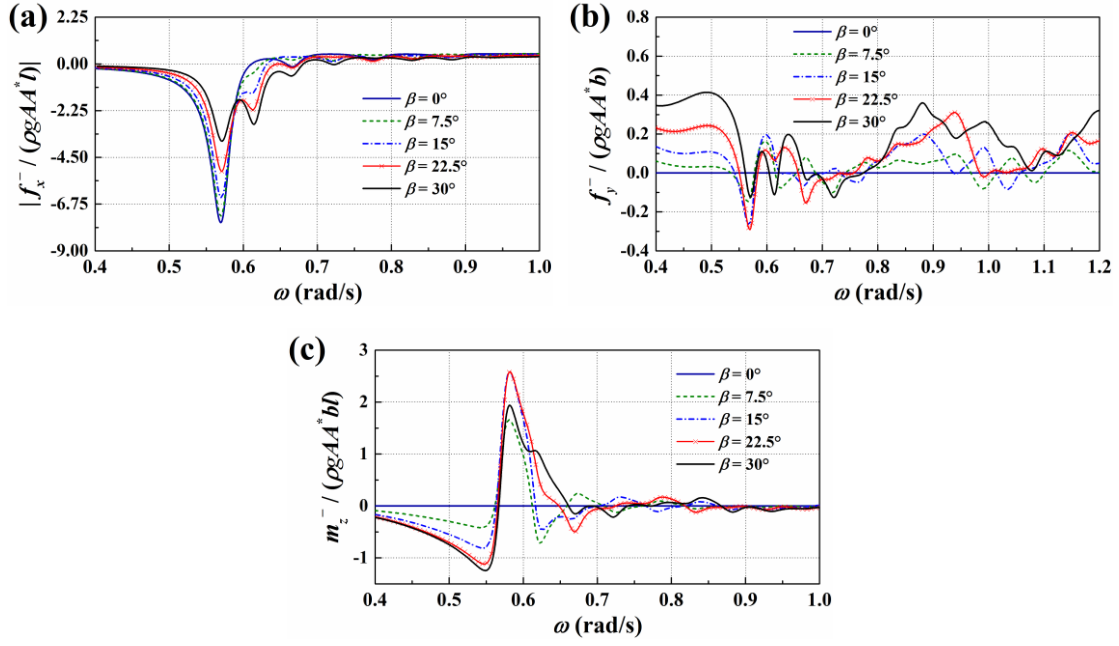 (a)
2.25
0.00
-2.25
-4.50
-6.75
-9.00
|f_x^- / (ρgAA*l)|
β = 0°
β = 7.5°
β = 15°
β = 22.5°
β = 30°
0.4 0.5 0.6 0.7 0.8 0.9 1.0
ω (rad/s)
(b)
0.8
0.6
0.4
0.2
0.0
-0.2
-0.4
f_y^- / (ρgAA*b)
β = 0°
β = 7.5°
β = 15°
β = 22.5°
β = 30°
0.4 0.5 0.6 0.7 0.8 0.9 1.0 1.1 1.2
ω (rad/s)
(c)
3
2
1
0
-1
m_z^- / (ρgAA*bl)
β = 0°
β = 7.5°
β = 15°
β = 22.5°
β = 30°
0.4 0.5 0.6 0.7 0.8 0.9 1.0
ω (rad/s)